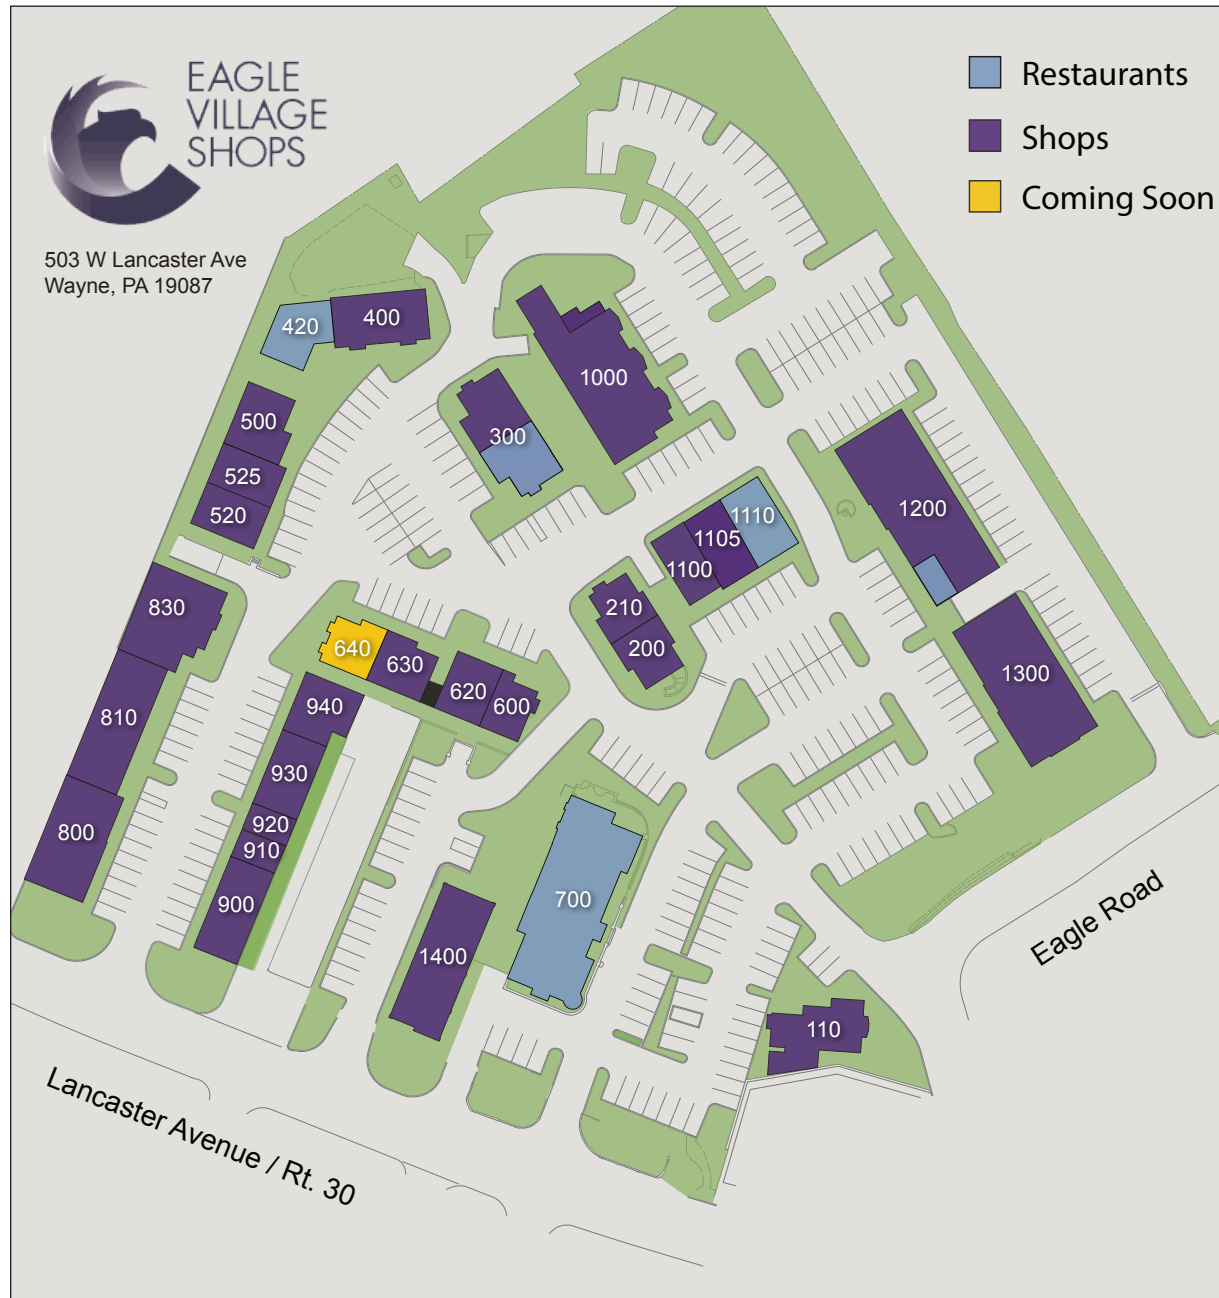 EAGLE
VILLAGE
SHOPS
503 W Lancaster Ave
Wayne, PA 19087
Restaurants
Shops
Coming Soon
420
400
1000
300
500
525
520
1200
1110
1105
1100
210
200
830
640
630
620
600
1300
810
940
930
920
910
800
900
700
1400
110
Eagle Road
Lancaster Avenue / Rt. 30